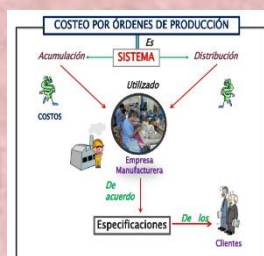 COSTEO POR ÓRDENES DE PRODUCCIÓN
Es
Acumulación
SISTEMA
Distribución
Utilizado
COSTOS
Empresa
Manufacturera
De
acuerdo
Especificaciones
De los
Clientes